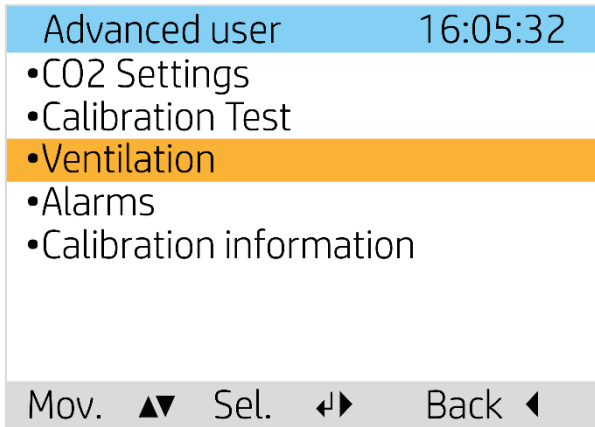 Advanced user 16:05:32
•CO2 Settings
•Calibration Test
•Ventilation
•Alarms
•Calibration information
Mov. ▲▼ Sel. ↲▶ Back ◀